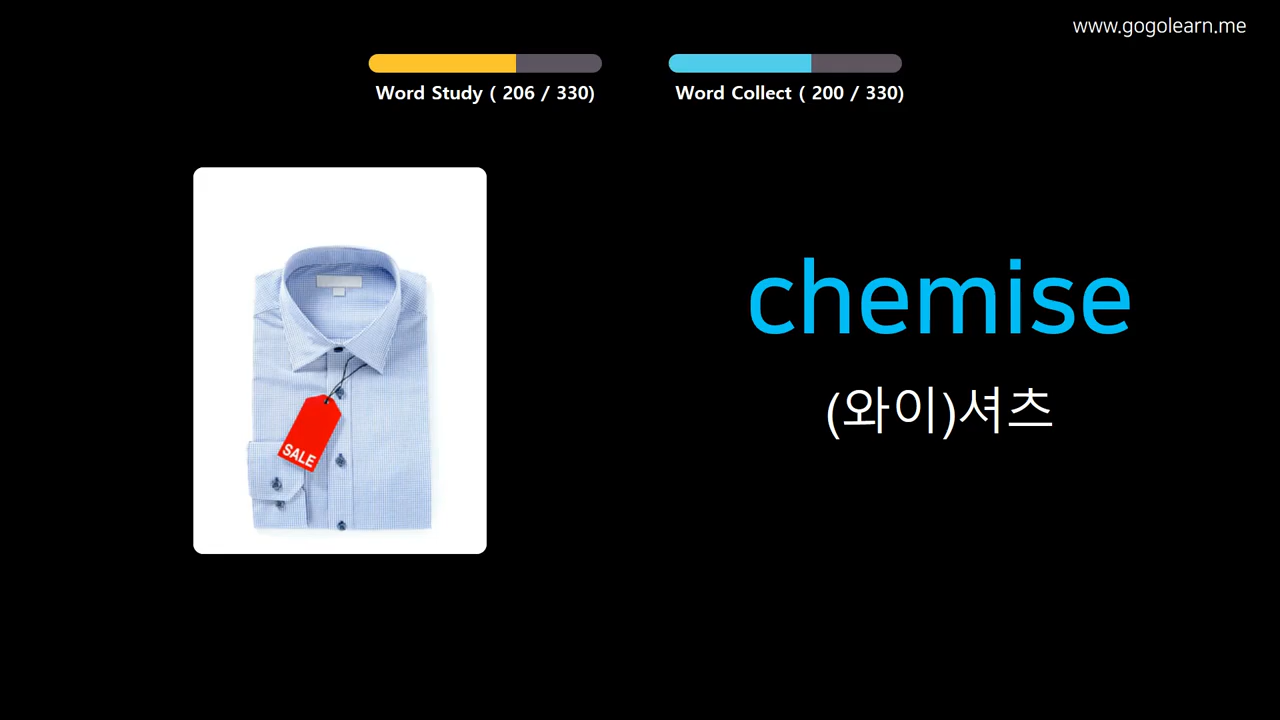 www.gogolearn.me
Word Study ( 206 / 330)
Word Collect ( 200 / 330)
SALE
chemise
(와이)셔츠